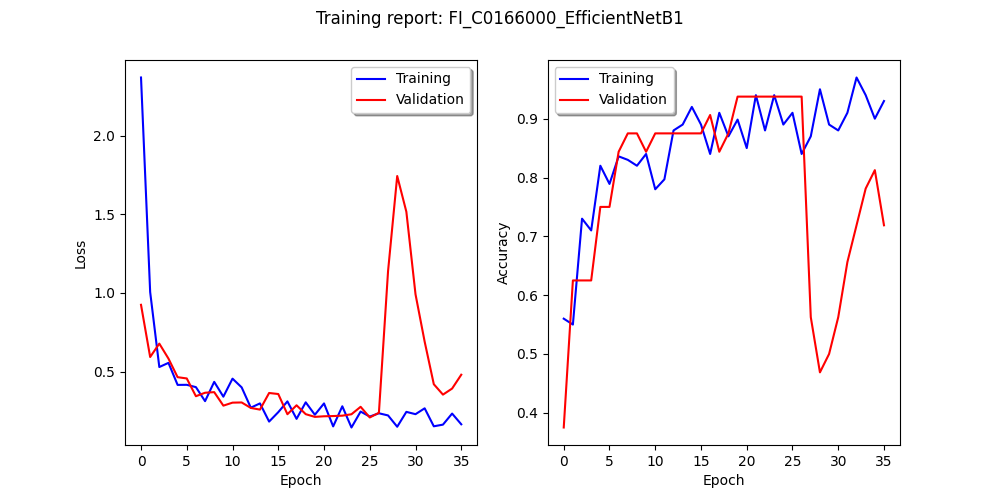 Training report: FI_C0166000_EfficientNetB1
Training
Validation
2.0
1.5
1.0
0.5
Loss
0 5 10 15 20 25 30 35
Epoch
Training
Validation
0.9
0.8
0.7
0.6
0.5
0.4
Accuracy
0 5 10 15 20 25 30 35
Epoch